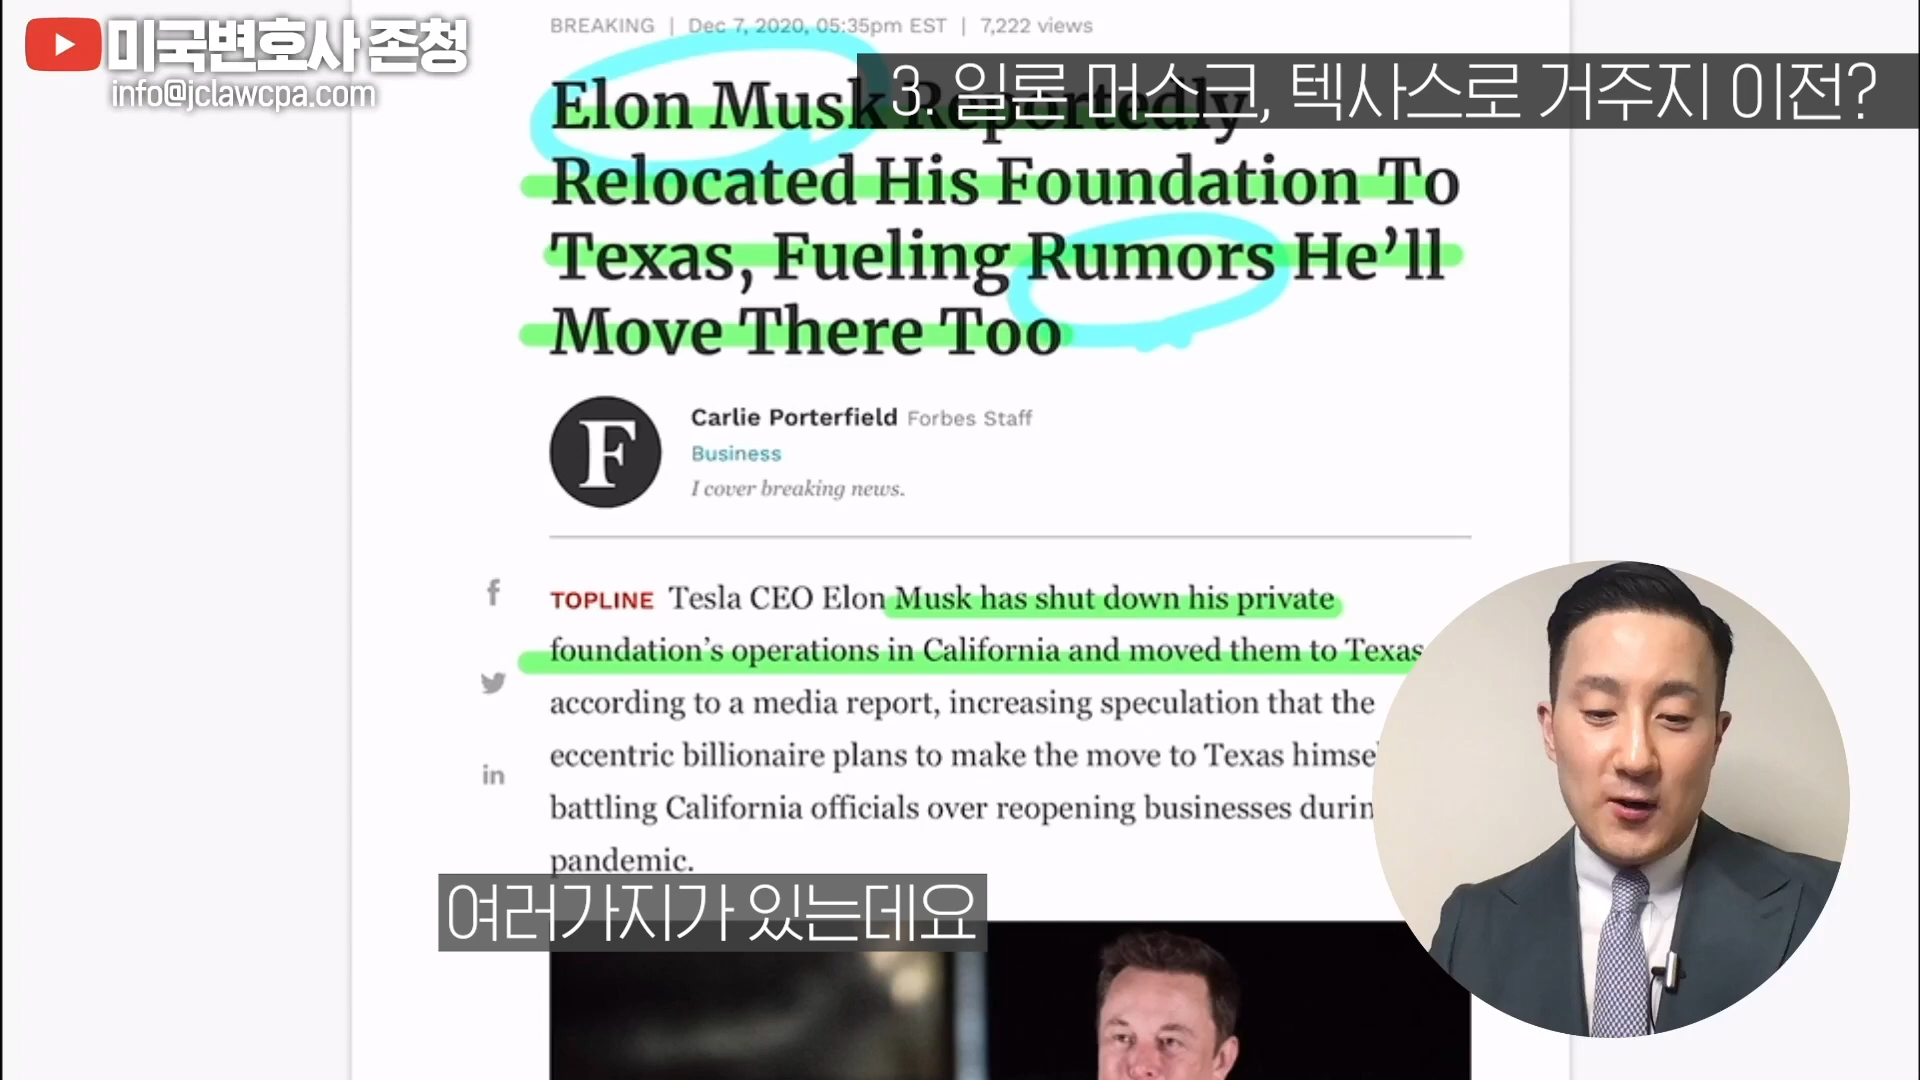 미국변호사 존청
info@jclawcpa.com
BREAKING | Dec 7, 2020, 05:35pm EST | 7,222 views
3. 일론 머스크, 텍사스로 거주지 이전?
Elon Musk Reportedly
Relocated His Foundation To
Texas, Fueling Rumors He’ll
Move There Too
F
Carlie Porterfield Forbes Staff
Business
I cover breaking news.
f
in
TOPLINE Tesla CEO Elon Musk has shut down his private
foundation’s operations in California and moved them to Texas
according to a media report, increasing speculation that the
eccentric billionaire plans to make the move to Texas himse
battling California officials over reopening businesses durin
pandemic.
여러가지가 있는데요